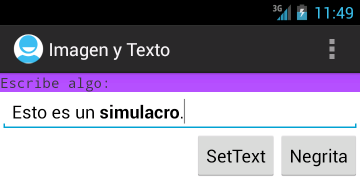 3G 11:49
Imagen y Texto
Escribe algo:
Esto es un simulacro.
SetText Negrita